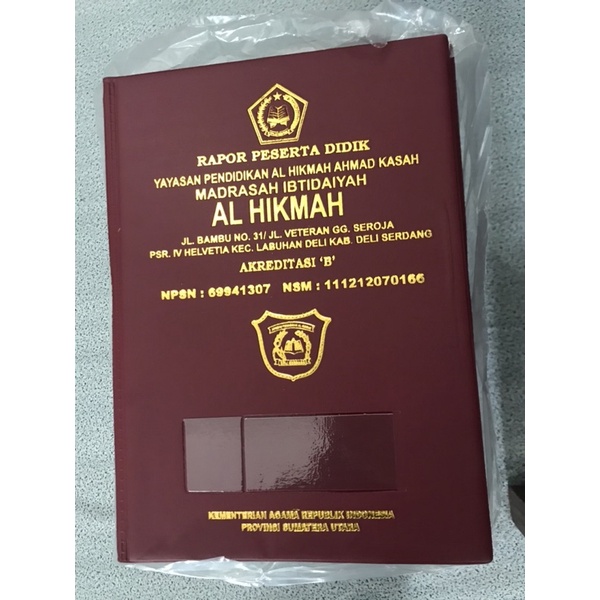 RAPOR PESERTA DIDIK
YAYASAN PENDIDIKAN AL HIKMAH AHMAD KASAH
MADRASAH IBTIDAIYAH
AL HIKMAH
JL. BAMBU NO. 31/ JL. VETERAN GG. SEROJA
PSR. IV HELVETIA KEC. LABUHAN DELI KAB. DELI SERDANG
AKREDITASI 'B'
NPSN : 69941307 NSM : 111212070166
KEMENTERIAN AGAMA REPUBLIK INDONESIA
PROVINSI SUMATERA UTARA